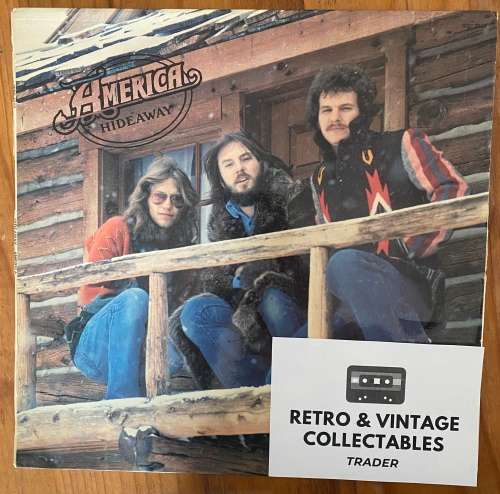 AMERICA
HIDEAWAY
RETRO & VINTAGE
COLLECTABLES
TRADER